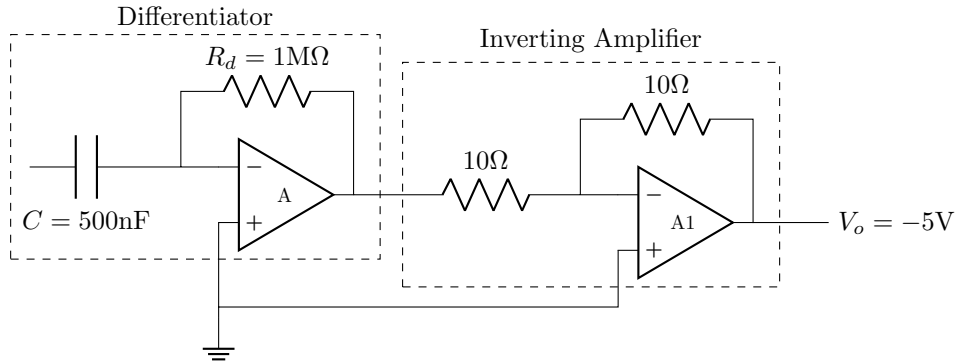 Differentiator
Inverting Amplifier
R_d = 1MΩ
10Ω
10Ω
−
A
+
C = 500nF
−
A1
+
V_o = −5V